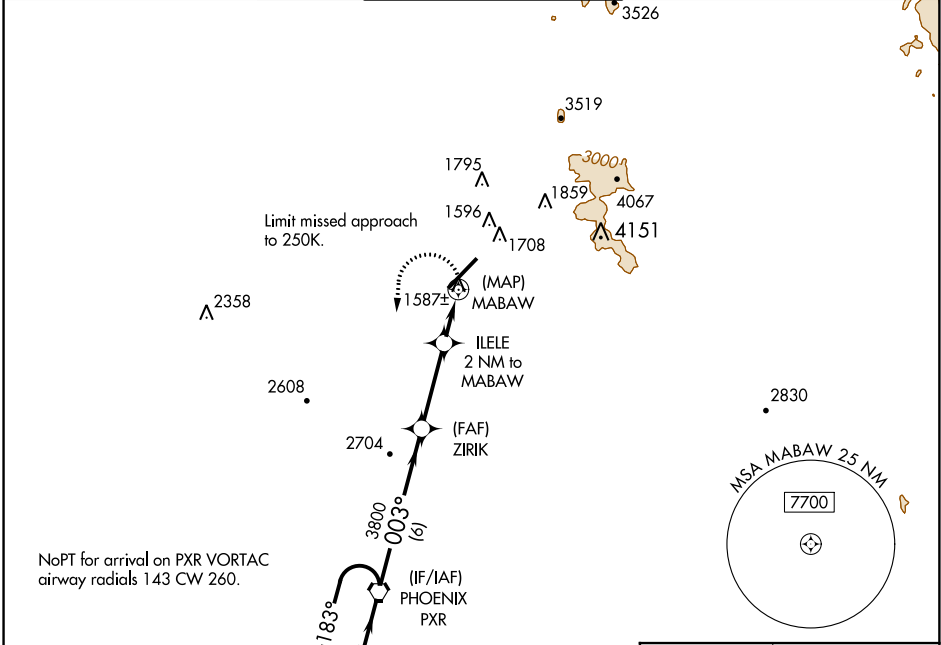 3526
3519
3000
1795
4067
1859
1596
4151
Limit missed approach
to 250K.
1708
(MAP)
MABAW
1587±
2358
ILELE
2 NM to
MABAW
2608
2830
(FAF)
ZIRIK
2704
MSA MABAW 25 NM
7700
3800
003°
(6)
NoPT for arrival on PXR VORTAC
airway radials 143 CW 260.
(IF/IAF)
PHOENIX
PXR
183°